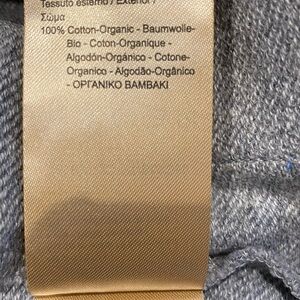 Tessuto esterno / Exterior /
Σώμα
100% Cotton-Organic - Baumwolle-
Bio - Coton-Organique -
Algodón-Orgánico - Cotone-
Organico - Algodão-Orgânico
- ΟΡΓΑΝΙΚΟ ΒΑΜΒΑΚΙ